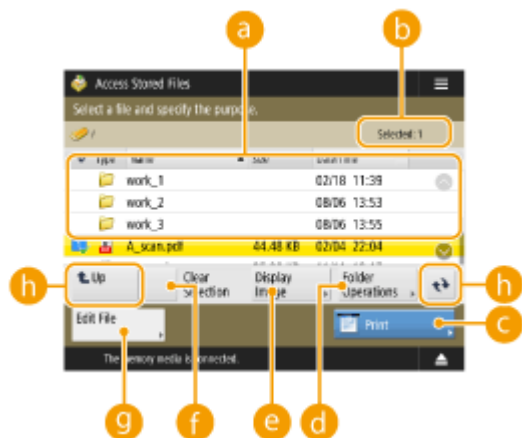 a
b
Access Stored Files
Select a file and specify the purpose.
/
Selected: 1
Type Name Size Date/Time
work_1 02/18 11:39
work_2 08/06 13:53
work_3 08/06 13:55
A_scan.pdf 44.48 KB 02/04 22:04
h
Up
Clear Selection
Display Image
Folder Operations
h
Edit File
Print
c
The memory media is connected.
g
f
e
d